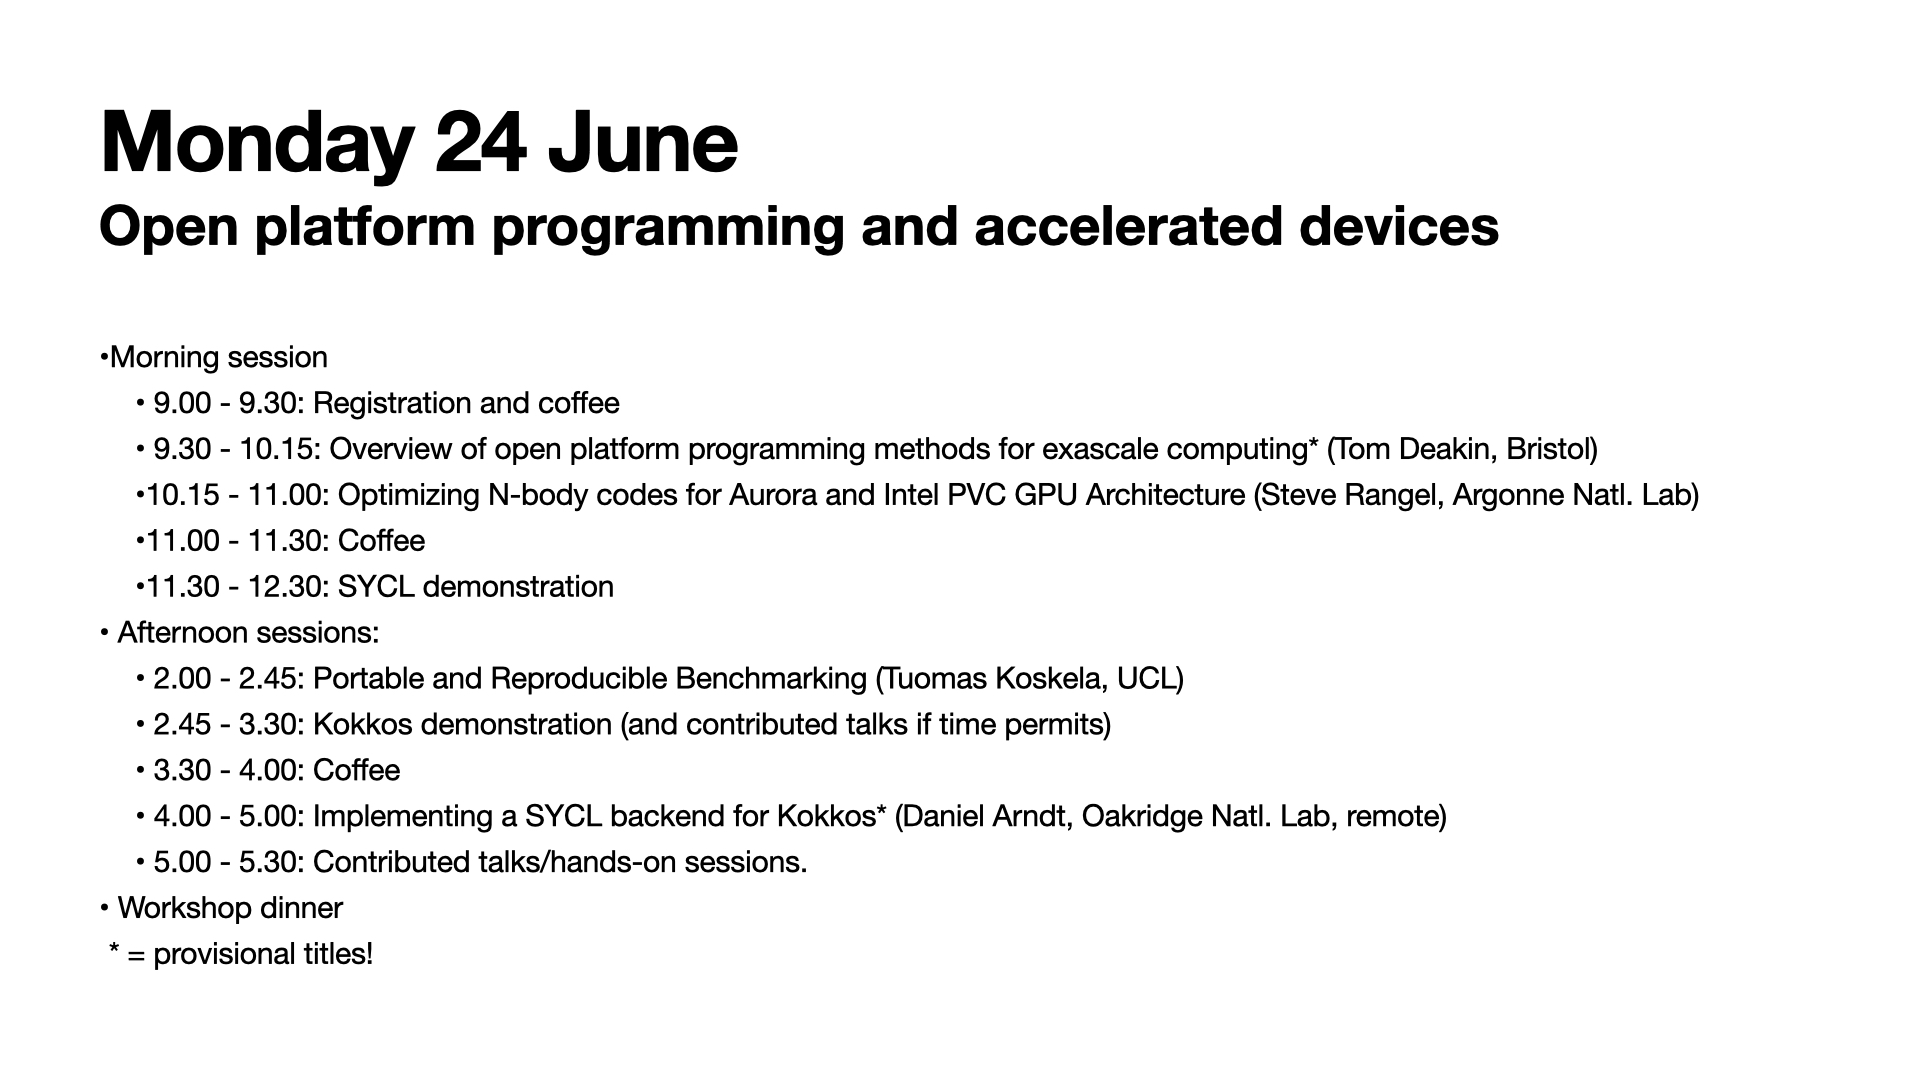 Monday 24 June
Open platform programming and accelerated devices
•Morning session
• 9.00 - 9.30: Registration and coffee
• 9.30 - 10.15: Overview of open platform programming methods for exascale computing* (Tom Deakin, Bristol)
•10.15 - 11.00: Optimizing N-body codes for Aurora and Intel PVC GPU Architecture (Steve Rangel, Argonne Natl. Lab)
•11.00 - 11.30: Coffee
•11.30 - 12.30: SYCL demonstration
• Afternoon sessions:
• 2.00 - 2.45: Portable and Reproducible Benchmarking (Tuomas Koskela, UCL)
• 2.45 - 3.30: Kokkos demonstration (and contributed talks if time permits)
• 3.30 - 4.00: Coffee
• 4.00 - 5.00: Implementing a SYCL backend for Kokkos* (Daniel Arndt, Oakridge Natl. Lab, remote)
• 5.00 - 5.30: Contributed talks/hands-on sessions.
• Workshop dinner
* = provisional titles!